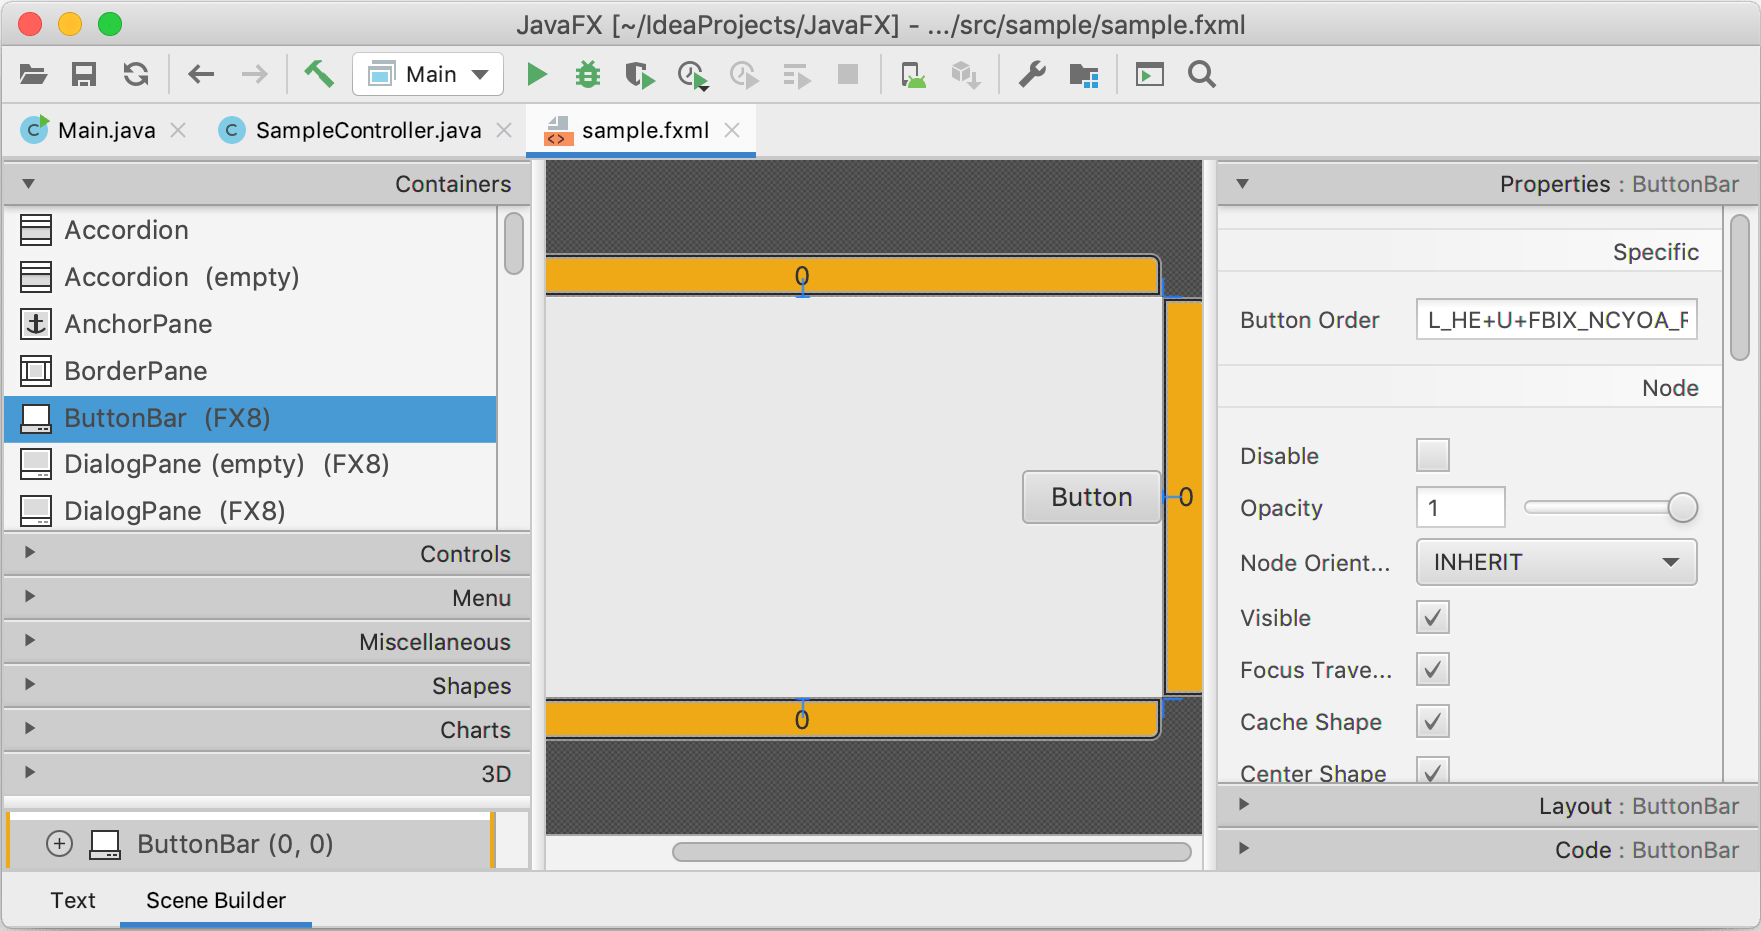 JavaFX [~/IdeaProjects/JavaFX] - .../src/sample/sample.fxml
Main
Main.java
SampleController.java
sample.fxml
Containers
Accordion
Accordion (empty)
AnchorPane
BorderPane
ButtonBar (FX8)
DialogPane (empty) (FX8)
DialogPane (FX8)
Controls
Menu
Miscellaneous
Shapes
Charts
3D
ButtonBar (0, 0)
0
Button
0
0
Properties : ButtonBar
Specific
Button Order L_HE+U+FBIX_NCYOA_R
Node
Disable
Opacity 1
Node Orient... INHERIT
Visible
Focus Trave...
Cache Shape
Center Shape
Layout : ButtonBar
Code : ButtonBar
Text
Scene Builder